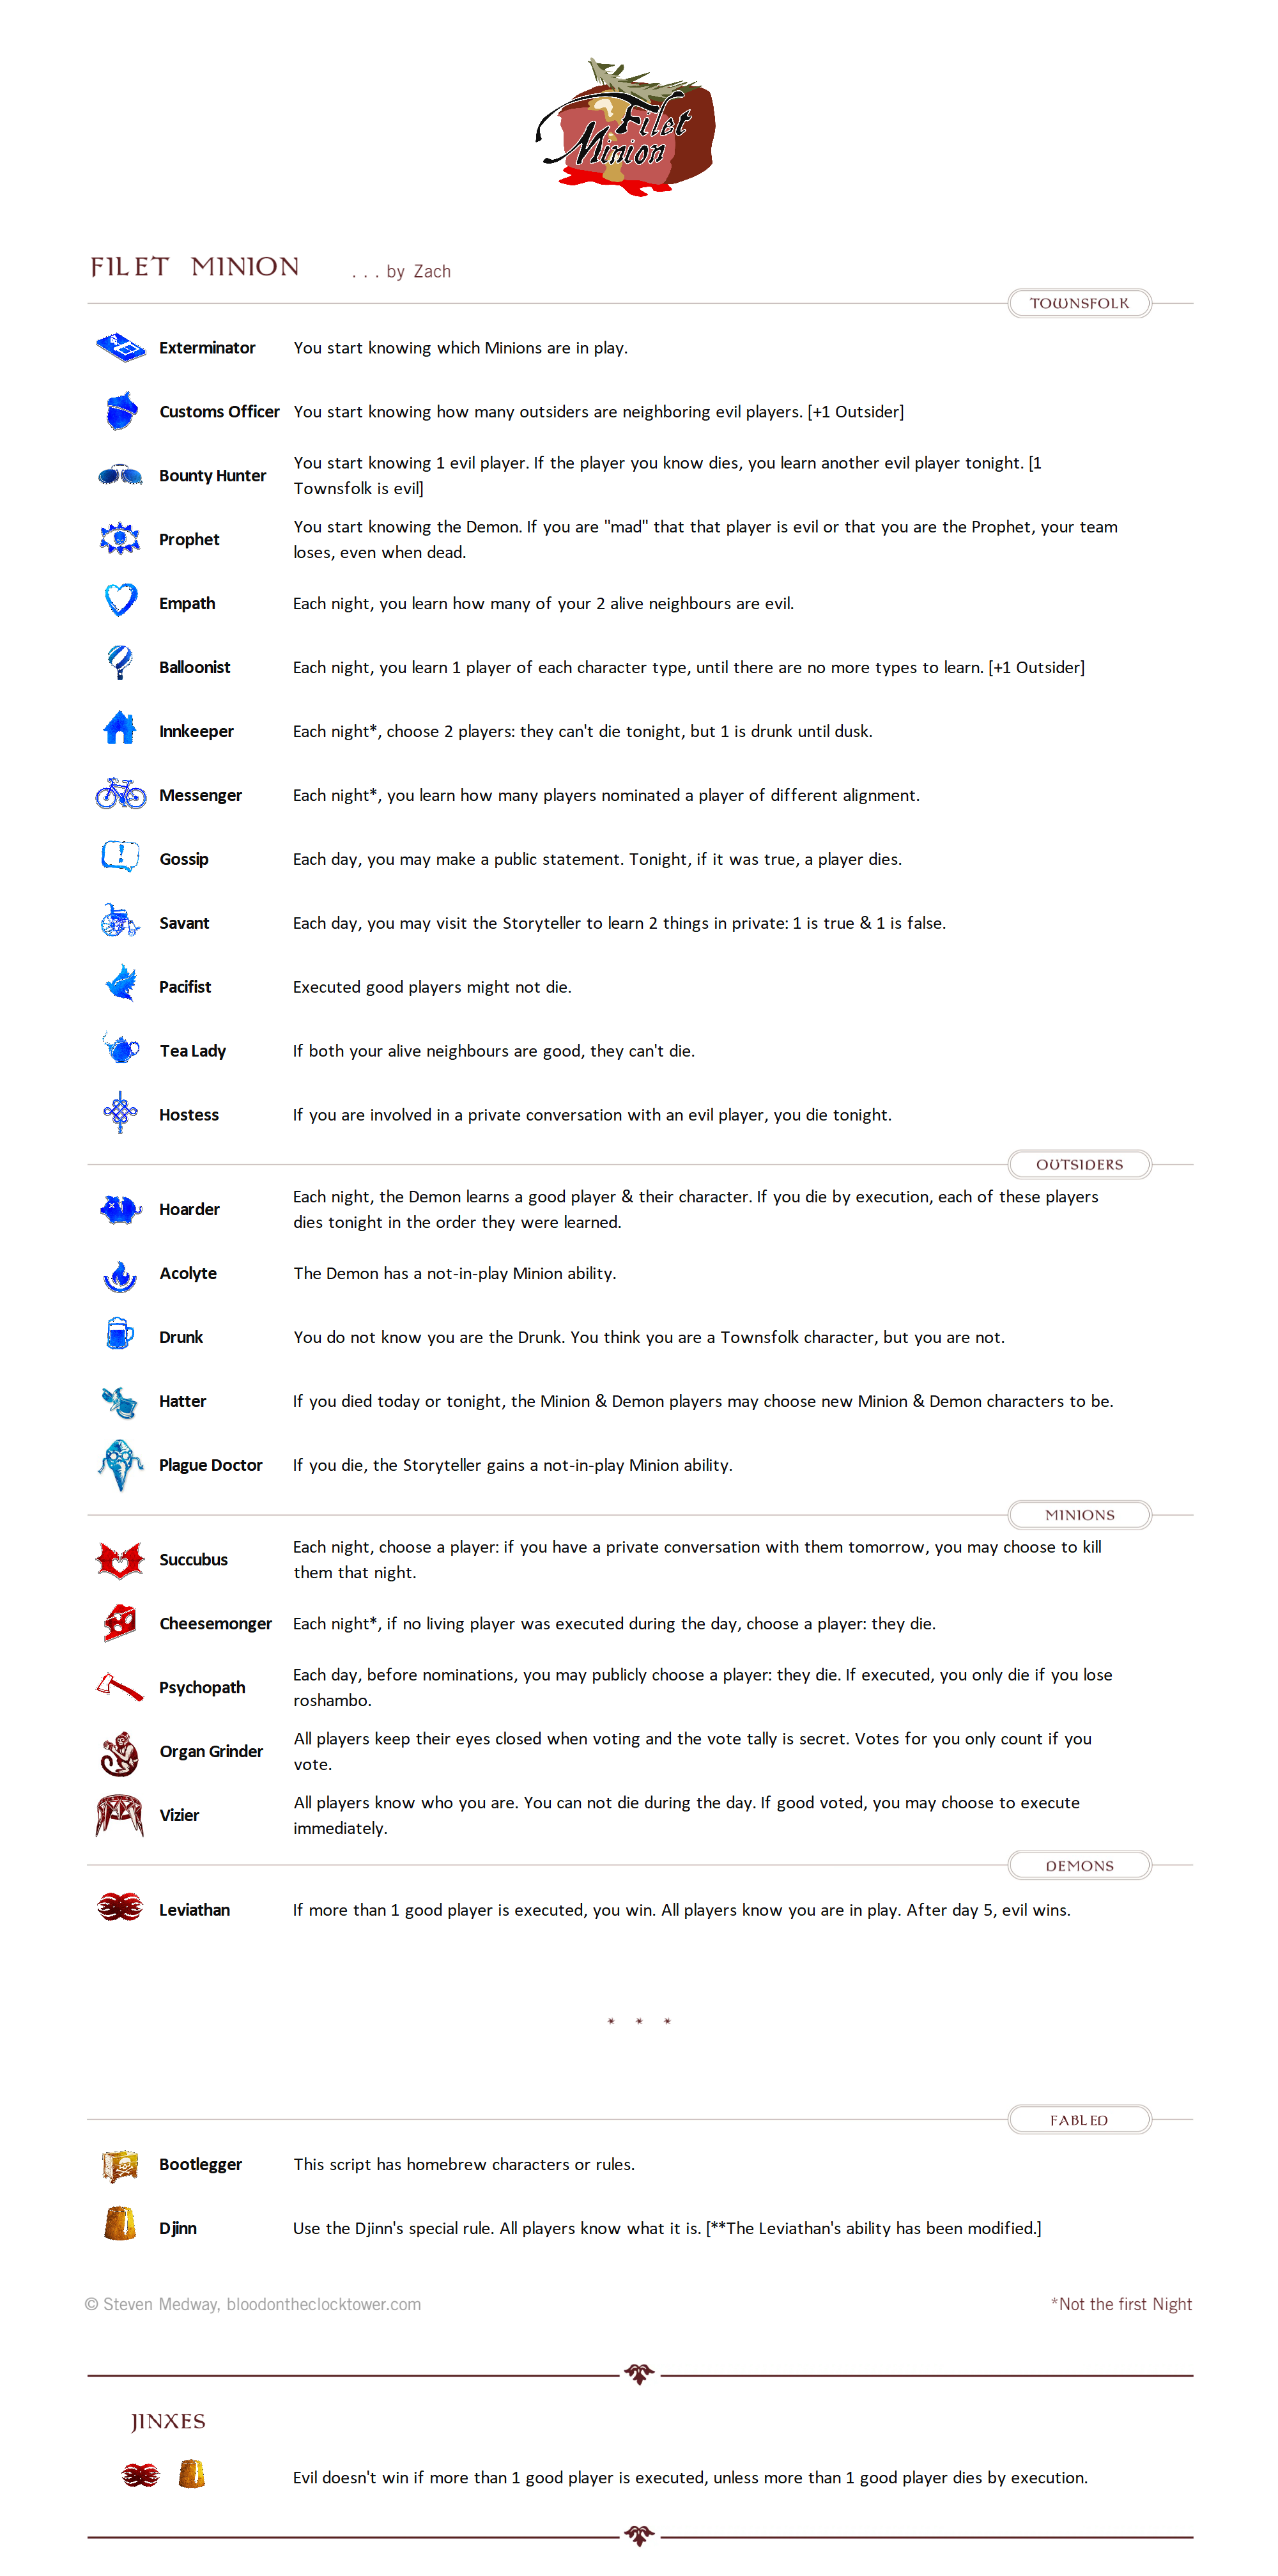 Filet
Minion
FILET MINION . . . by Zach
TOWNSFOLK
Exterminator You start knowing which Minions are in play.
Customs Officer You start knowing how many outsiders are neighboring evil players. [+1 Outsider]
Bounty Hunter You start knowing 1 evil player. If the player you know dies, you learn another evil player tonight. [1
Townsfolk is evil]
Prophet You start knowing the Demon. If you are "mad" that that player is evil or that you are the Prophet, your team
loses, even when dead.
Empath Each night, you learn how many of your 2 alive neighbours are evil.
Balloonist Each night, you learn 1 player of each character type, until there are no more types to learn. [+1 Outsider]
Innkeeper Each night*, choose 2 players: they can't die tonight, but 1 is drunk until dusk.
Messenger Each night*, you learn how many players nominated a player of different alignment.
Gossip Each day, you may make a public statement. Tonight, if it was true, a player dies.
Savant Each day, you may visit the Storyteller to learn 2 things in private: 1 is true & 1 is false.
Pacifist Executed good players might not die.
Tea Lady If both your alive neighbours are good, they can't die.
Hostess If you are involved in a private conversation with an evil player, you die tonight.
OUTSIDERS
Hoarder Each night, the Demon learns a good player & their character. If you die by execution, each of these players
dies tonight in the order they were learned.
Acolyte The Demon has a not-in-play Minion ability.
Drunk You do not know you are the Drunk. You think you are a Townsfolk character, but you are not.
Hatter If you died today or tonight, the Minion & Demon players may choose new Minion & Demon characters to be.
Plague Doctor If you die, the Storyteller gains a not-in-play Minion ability.
MINIONS
Succubus Each night, choose a player: if you have a private conversation with them tomorrow, you may choose to kill
them that night.
Cheesemonger Each night*, if no living player was executed during the day, choose a player: they die.
Psychopath Each day, before nominations, you may publicly choose a player: they die. If executed, you only die if you lose
roshambo.
Organ Grinder All players keep their eyes closed when voting and the vote tally is secret. Votes for you only count if you
vote.
Vizier All players know who you are. You can not die during the day. If good voted, you may choose to execute
immediately.
DEMONS
Leviathan If more than 1 good player is executed, you win. All players know you are in play. After day 5, evil wins.
* * *
FABLED
Bootlegger This script has homebrew characters or rules.
Djinn Use the Djinn's special rule. All players know what it is. [**The Leviathan's ability has been modified.]
© Steven Medway, bloodontheclocktower.com *Not the first Night
JINXES
Evil doesn't win if more than 1 good player is executed, unless more than 1 good player dies by execution.